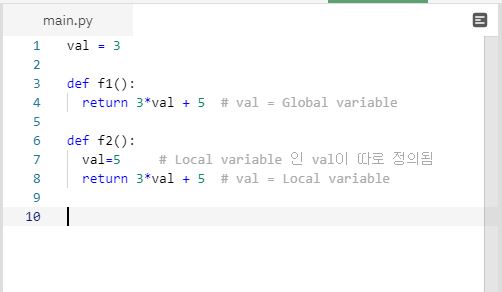 main.py
1 val = 3
2
3 def f1():
4 return 3*val + 5 # val = Global variable
5
6 def f2():
7 val=5 # Local variable 인 val이 따로 정의됨
8 return 3*val + 5 # val = Local variable
9
10